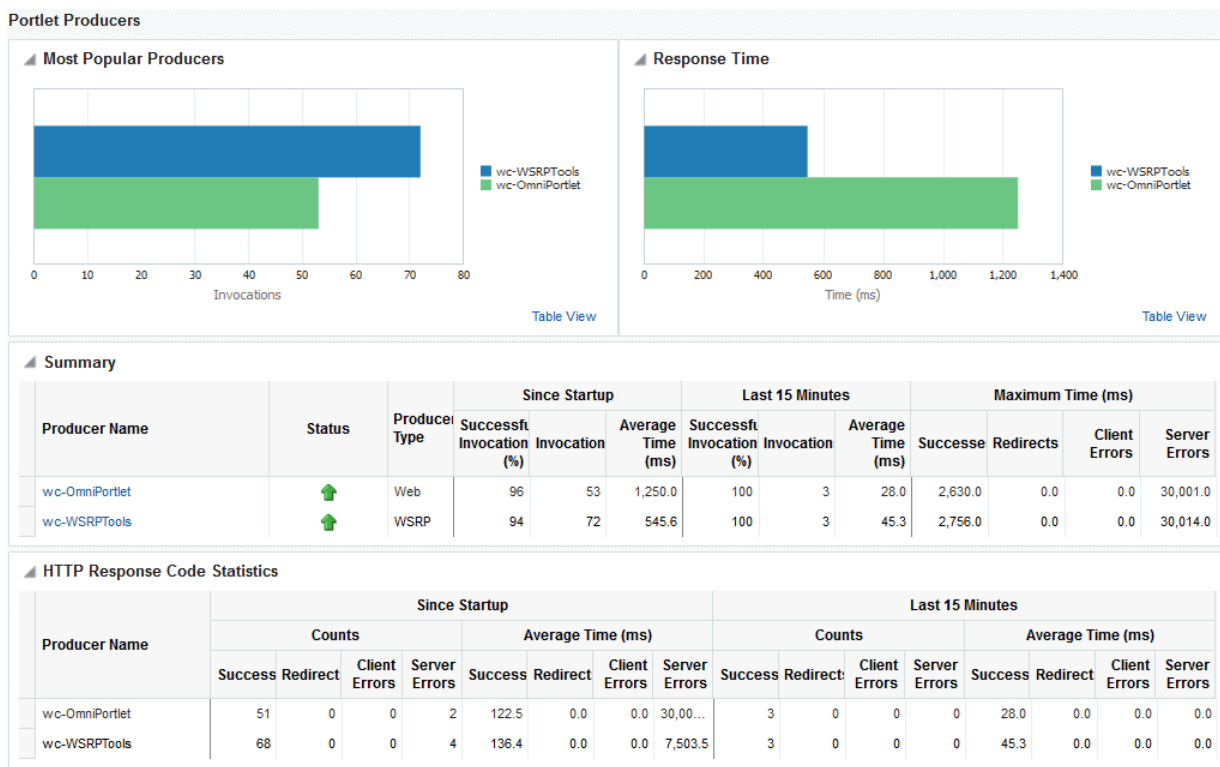 Portlet Producers
Most Popular Producers
wc-WSRPTools
wc-OmniPortlet
0 10 20 30 40 50 60 70 80
Invocations
Table View
Response Time
wc-WSRPTools
wc-OmniPortlet
0 200 400 600 800 1,000 1,200 1,400
Time (ms)
Table View
Summary
Since Startup Last 15 Minutes Maximum Time (ms)
Producer Name Status Producer Type Successfu Invocation (%) Invocation Average Time (ms) Successfu Invocation (%) Invocation Average Time (ms) Successe Redirects Client Errors Server Errors
wc-OmniPortlet Web 96 53 1,250.0 100 3 28.0 2,630.0 0.0 0.0 30,001.0
wc-WSRPTools WSRP 94 72 545.6 100 3 45.3 2,756.0 0.0 0.0 30,014.0
HTTP Response Code Statistics
Since Startup Last 15 Minutes
Producer Name Counts Average Time (ms) Counts Average Time (ms)
Success Redirect Client Errors Server Errors Success Redirect Client Errors Server Errors Success Redirects Client Errors Server Errors Success Redirect Client Errors Server Errors
wc-OmniPortlet 51 0 0 2 122.5 0.0 0.0 30,00... 3 0 0 0 28.0 0.0 0.0 0.0
wc-WSRPTools 68 0 0 4 136.4 0.0 0.0 7,503.5 3 0 0 0 45.3 0.0 0.0 0.0